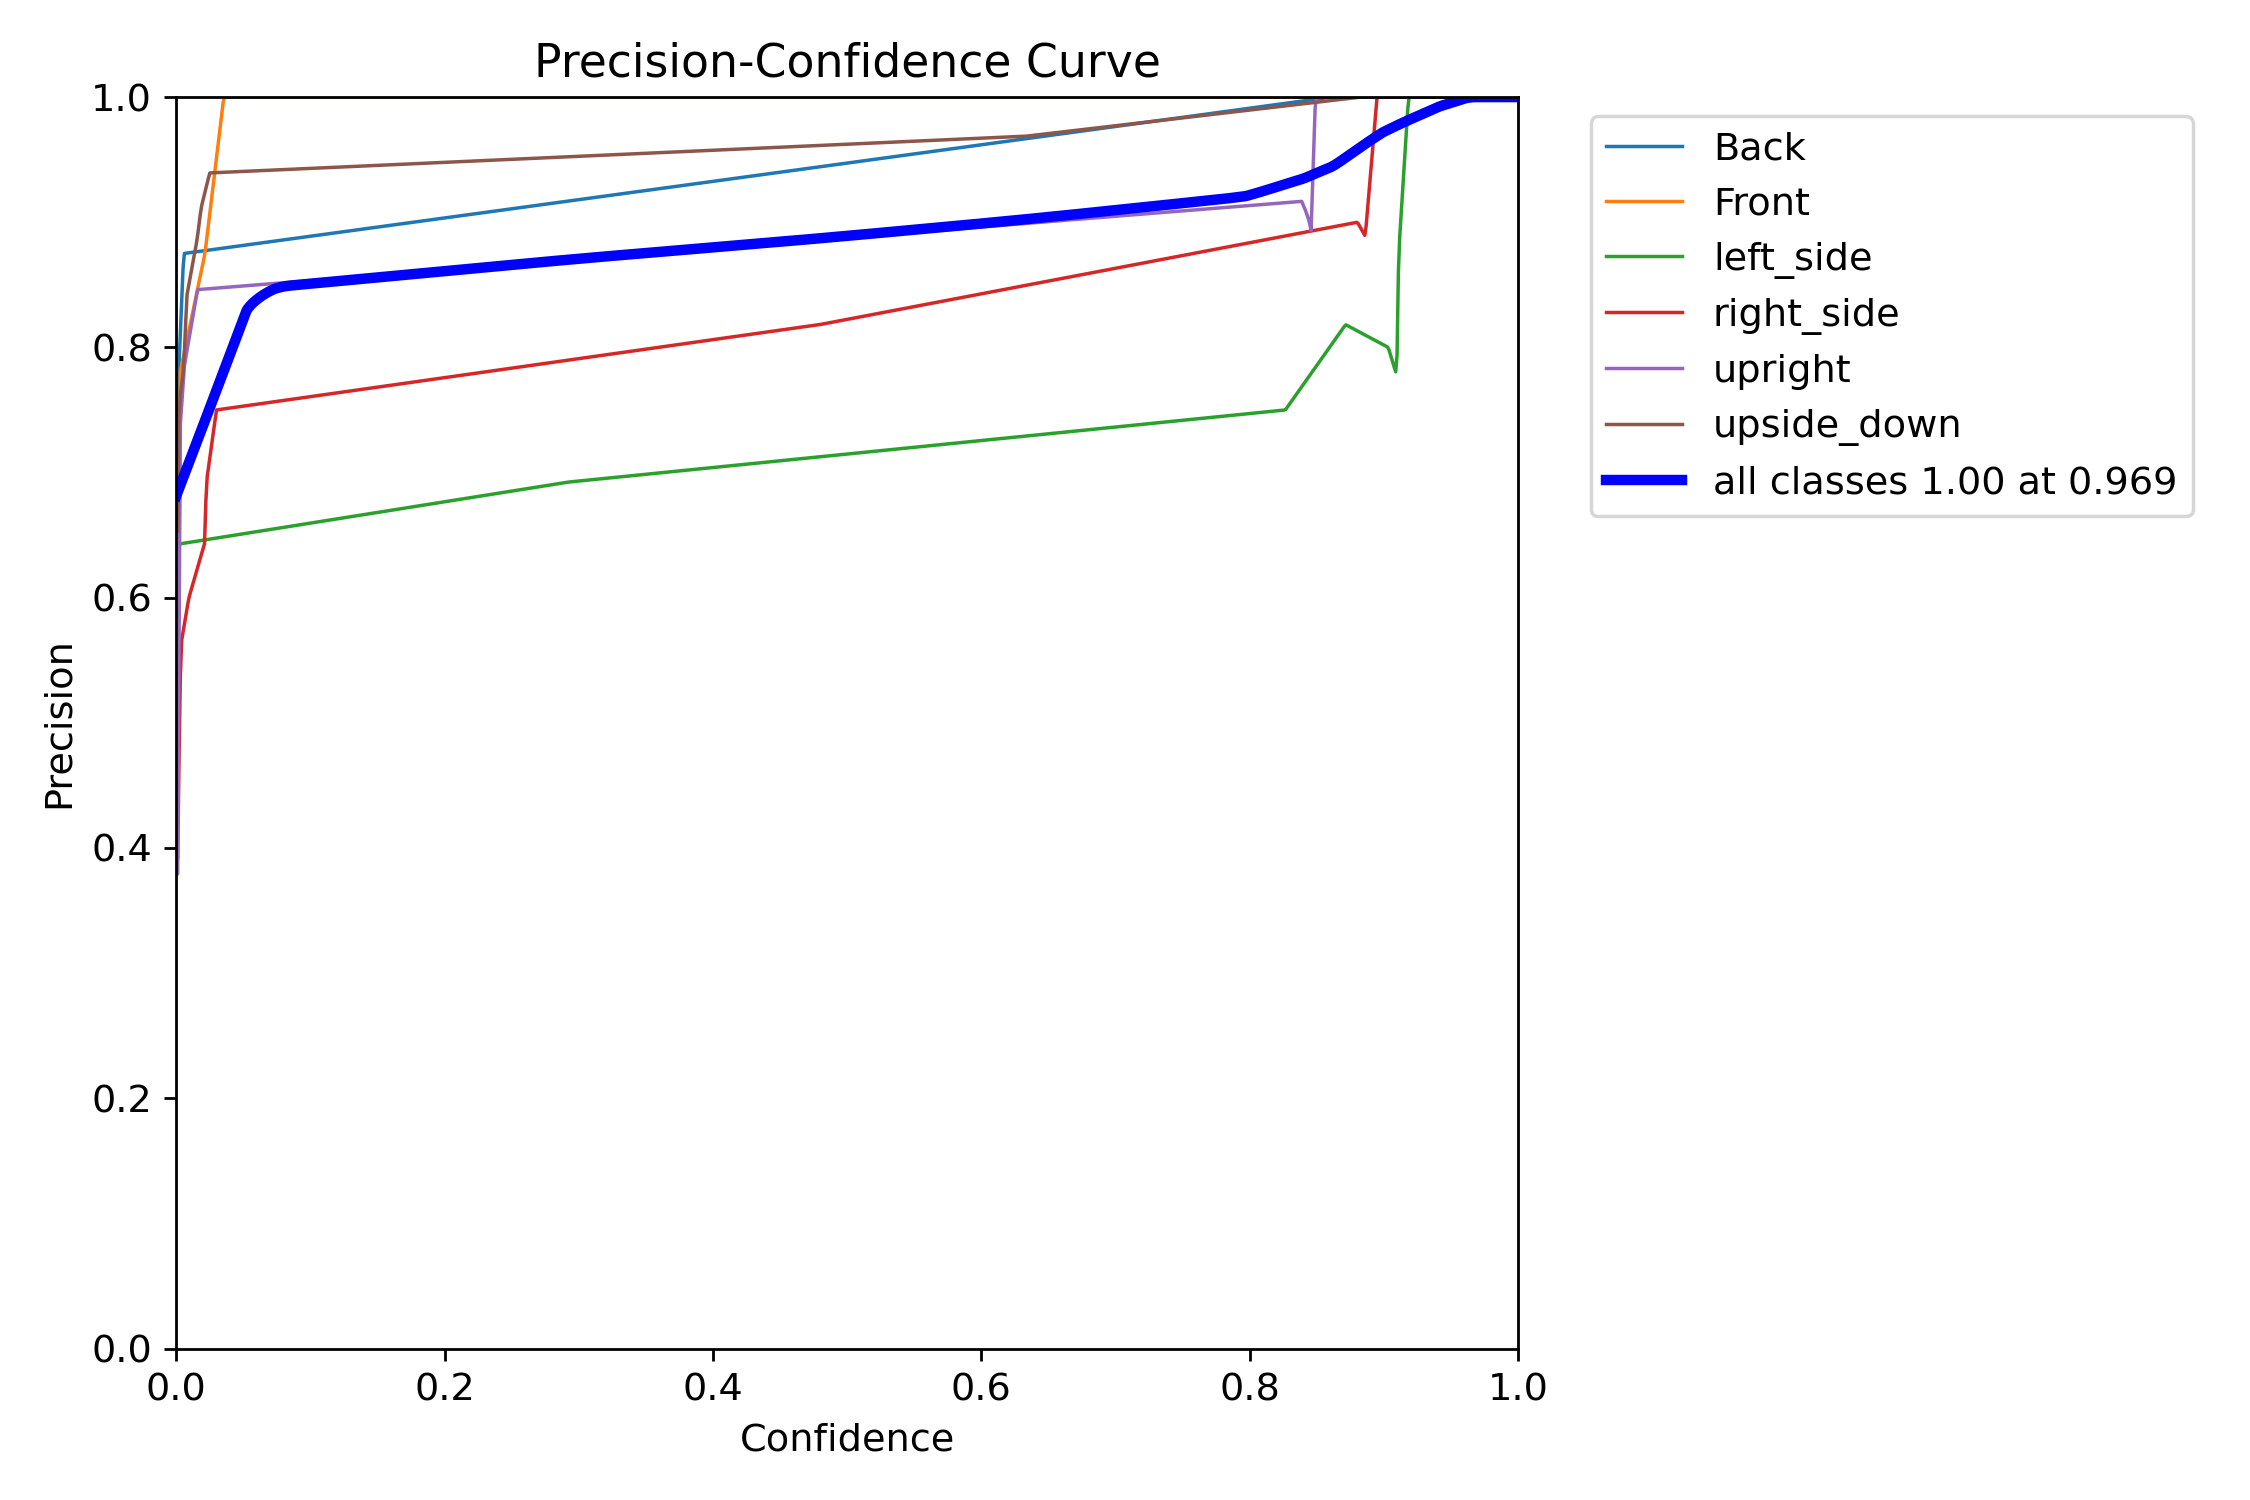 Precision-Confidence Curve
1.0
0.8
0.6
0.4
0.2
0.0
Precision
0.0 0.2 0.4 0.6 0.8 1.0
Confidence
Back
Front
left_side
right_side
upright
upside_down
all classes 1.00 at 0.969